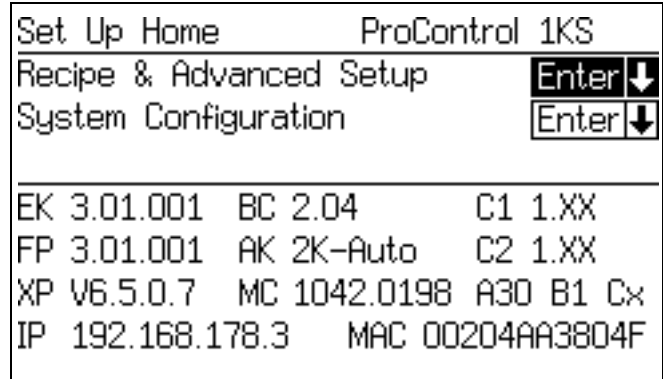 Set Up Home ProControl 1KS
Recipe & Advanced Setup Enter↓
System Configuration Enter↓
EK 3.01.001 BC 2.04 C1 1.XX
FP 3.01.001 AK 2K-Auto C2 1.XX
XP V6.5.0.7 MC 1042.0198 A30 B1 Cx
IP 192.168.178.3 MAC 00204AA3804F